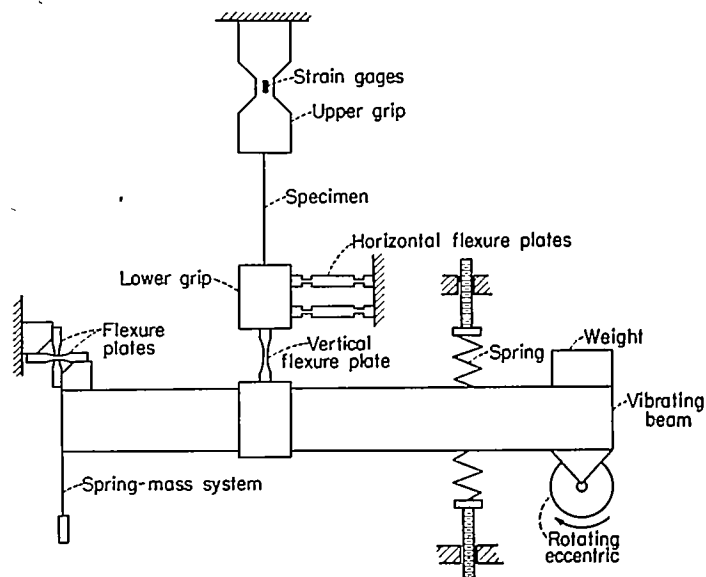 Strain gages
Upper grip
Specimen
Horizontal flexure plates
Lower grip
Flexure
plates
Vertical
flexure plate
Spring
Weight
Vibrating
beam
Spring-mass system
Rotating
eccentric